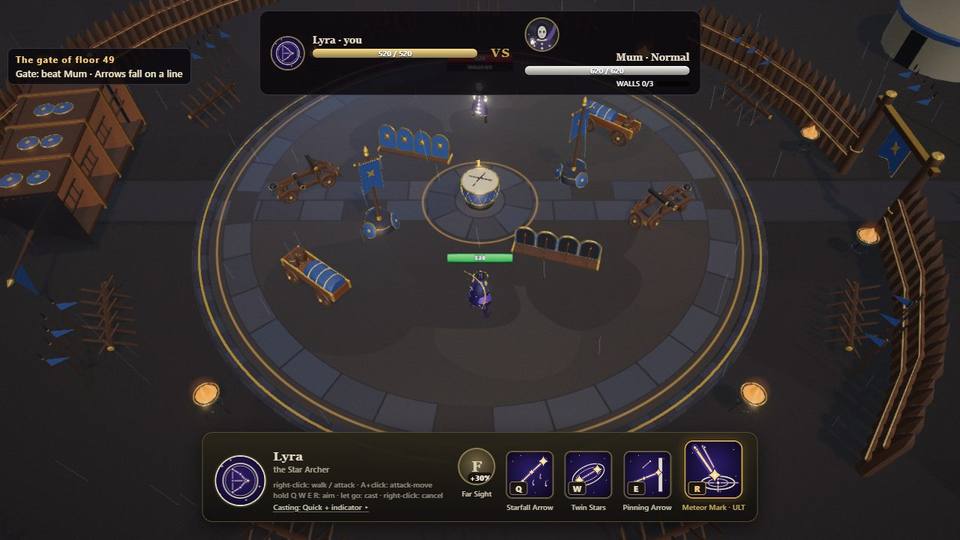 The gate of floor 49
Gate: beat Mum · Arrows fall on a line
Lyra · you
520 / 520
VS
Mum · Normal
620 / 620
WALLS 0/3
520
Lyra
the Star Archer
right-click: walk / attack · A+click: attack-move
hold Q W E R: aim · let go: cast · right-click: cancel
Casting: Quick + indicator
F
+30%
Far Sight
Q
Starfall Arrow
W
Twin Stars
E
Pinning Arrow
R
Meteor Mark · ULT